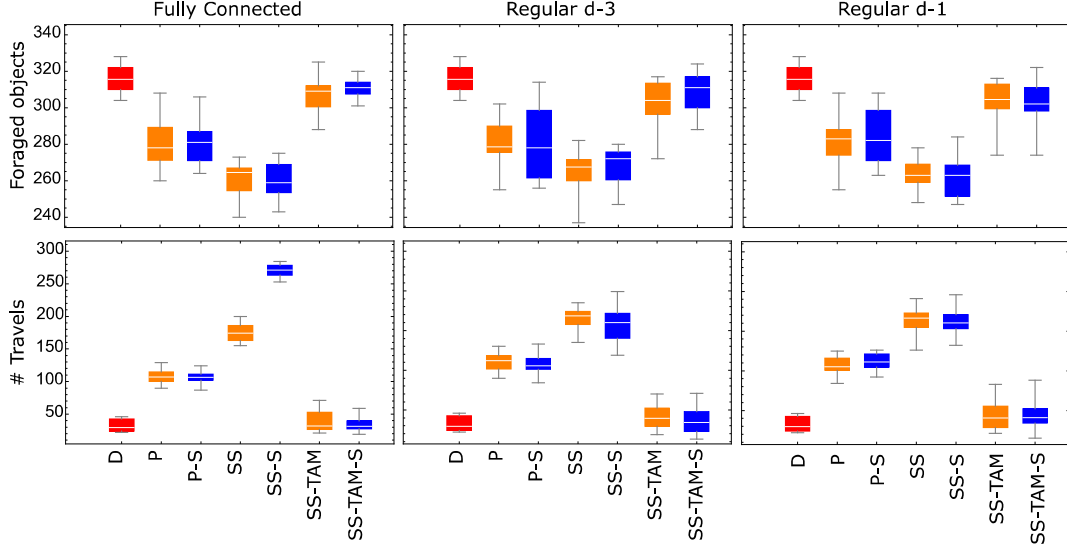 Fully Connected
Regular d-3
Regular d-1
Foraged objects
340
320
300
280
260
240
# Travels
300
250
200
150
100
50
D
P
P-S
SS
SS-S
SS-TAM
SS-TAM-S
D
P
P-S
SS
SS-S
SS-TAM
SS-TAM-S
D
P
P-S
SS
SS-S
SS-TAM
SS-TAM-S